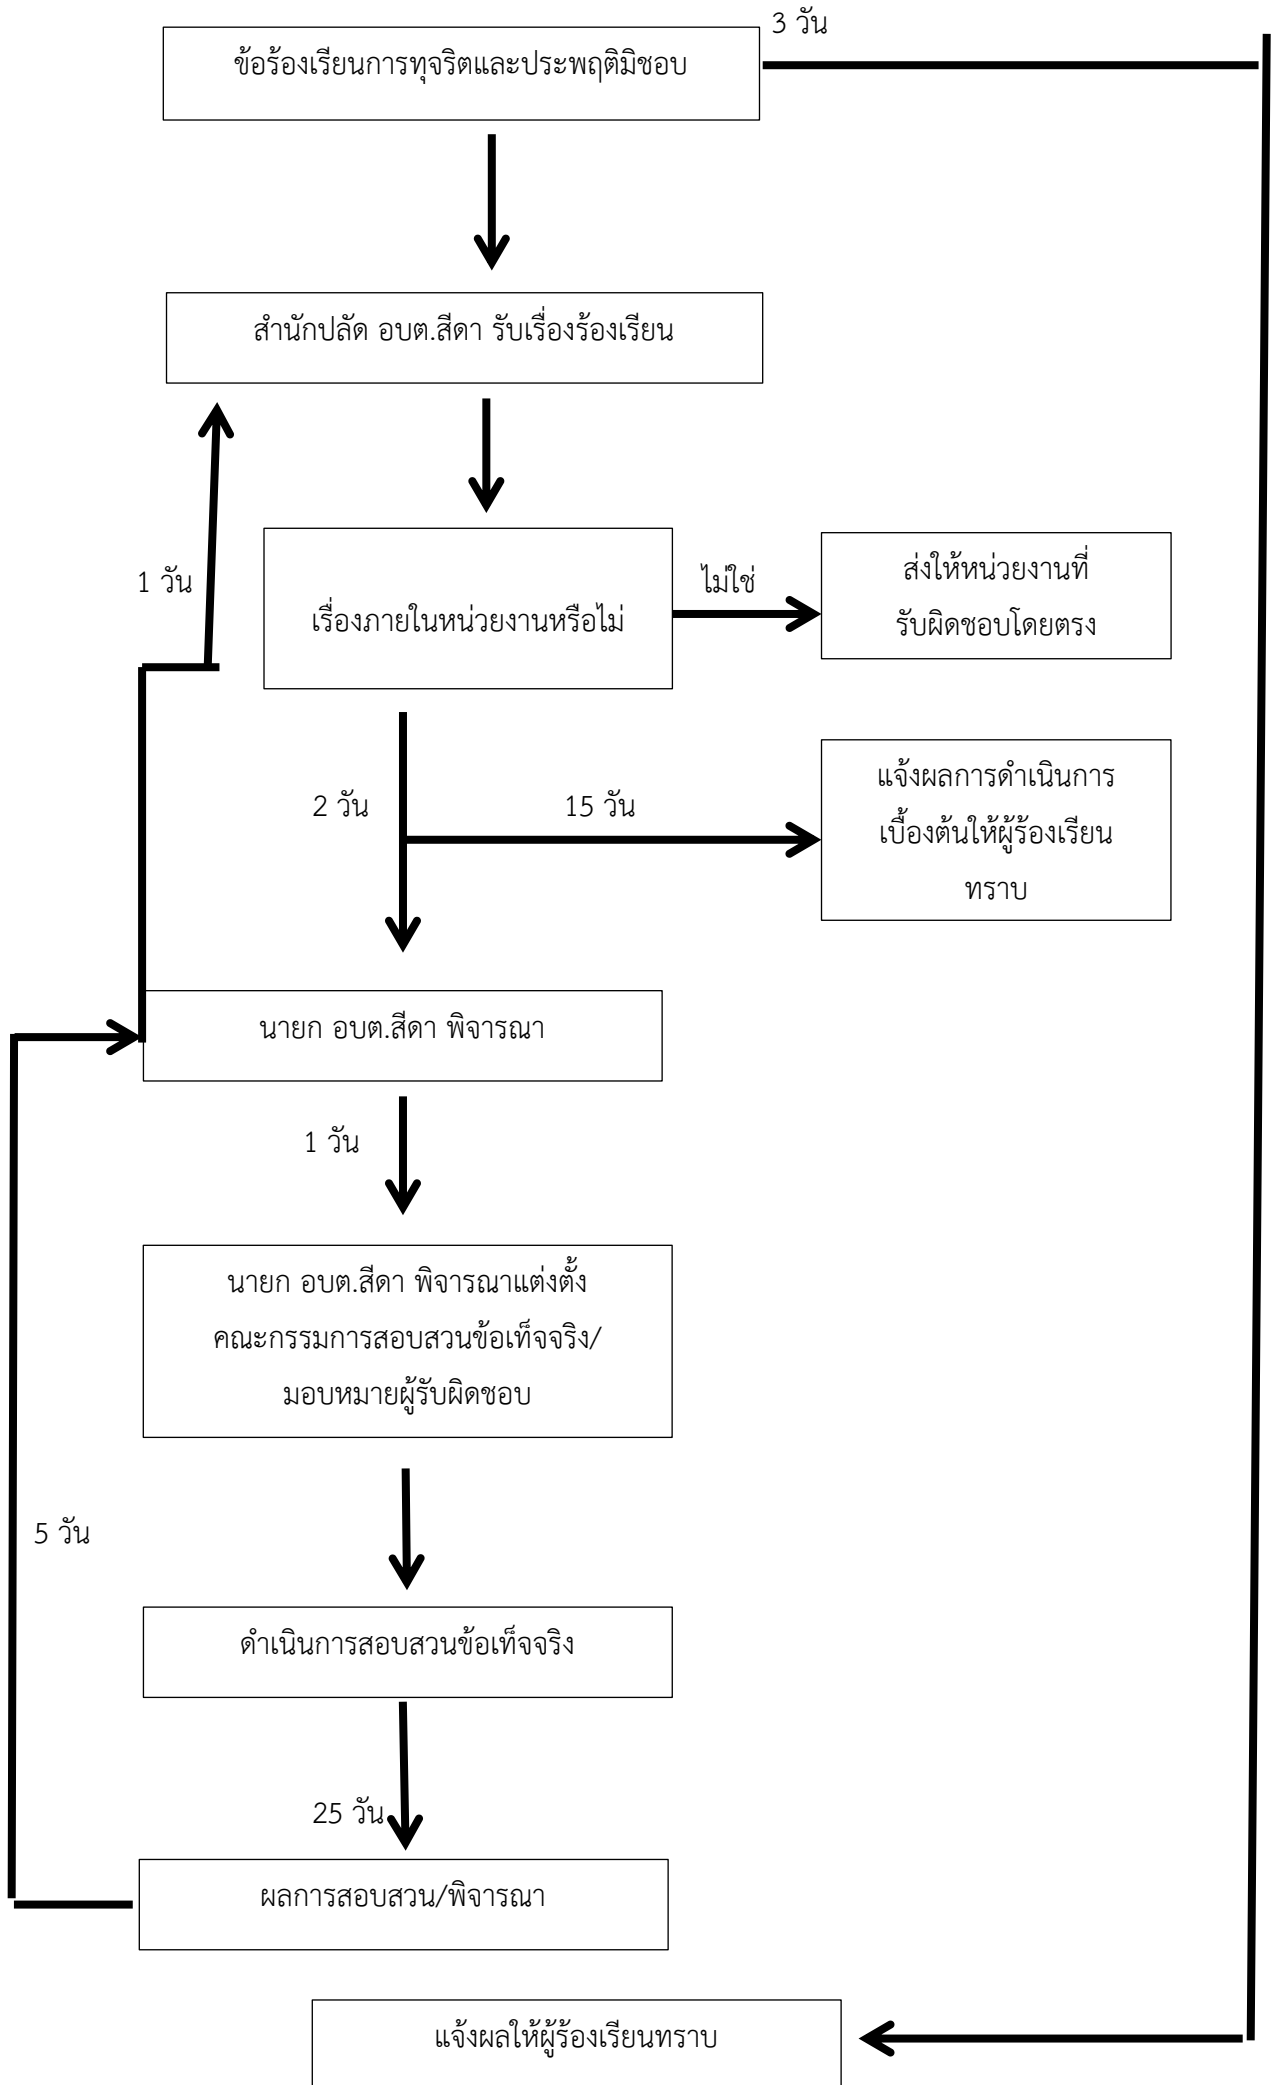 3 วัน
ข้อร้องเรียนการทุจริตและประพฤติมิชอบ
สำนักปลัด อบต.สีดา รับเรื่องร้องเรียน
1 วัน
เรื่องภายในหน่วยงานหรือไม่
ไม่ใช่
ส่งให้หน่วยงานที่
รับผิดชอบโดยตรง
2 วัน
15 วัน
แจ้งผลการดำเนินการ
เบื้องต้นให้ผู้ร้องเรียน
ทราบ
นายก อบต.สีดา พิจารณา
1 วัน
นายก อบต.สีดา พิจารณาแต่งตั้ง
คณะกรรมการสอบสวนข้อเท็จจริง/
มอบหมายผู้รับผิดชอบ
5 วัน
ดำเนินการสอบสวนข้อเท็จจริง
25 วัน
ผลการสอบสวน/พิจารณา
แจ้งผลให้ผู้ร้องเรียนทราบ